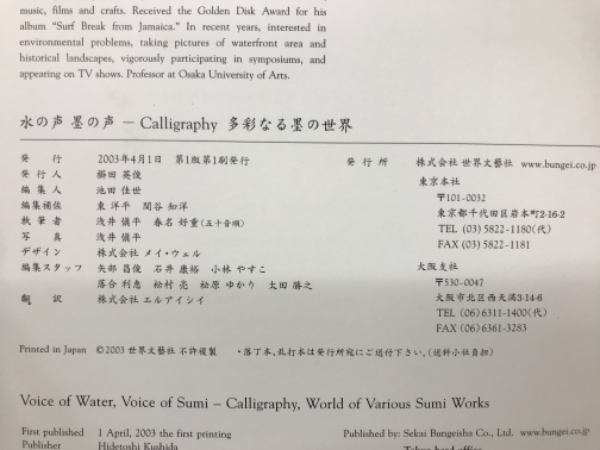 music, films and crafts. Received the Golden Disk Award for his
album “Surf Break from Jamaica.” In recent years, interested in
environmental problems, taking pictures of waterfront area and
historical landscapes, vigorously participating in symposiums, and
appearing on TV shows. Professor at Osaka University of Arts.
水の声 墨の声 – Calligraphy 多彩なる墨の世界
発 行 2003年4月1日 第1版第1刷発行
発 行 人 櫛田 英俊
編 集 人 池田 佳世
編集補佐 東 洋平 間谷 知洋
執 筆 者 浅井 愼平 春名 好重(五十音順)
写 真 浅井 愼平
デザイン 株式会社 メイ・ウェル
編集スタッフ 矢部 昌俊 石井 康裕 小林 やすこ
落合 利恵 松村 亮 松原 ゆかり 太田 勝之
翻 訳 株式会社 エルアイシイ
発 行 所 株式会社 世界文藝社 www.bungei.co.jp
東京本社
〒101-0032
東京都千代田区岩本町2-16-2
TEL (03) 5822-1180(代)
FAX (03) 5822-1181
大阪支社
〒530-0047
大阪市北区西天満3-14-6
TEL (06) 6311-1400(代)
FAX (06) 6361-3283
Printed in Japan ©2003 世界文藝社 不許複製 ・落丁本、乱打本は発行所宛にご送付下さい。(送料小社負担)
Voice of Water, Voice of Sumi – Calligraphy, World of Various Sumi Works
First published 1 April, 2003 the first printing
Publisher Hidetoshi Kushida
Published by: Sekai Bungeisha Co., Ltd. www.bungei.co.jp
Tokyo head office